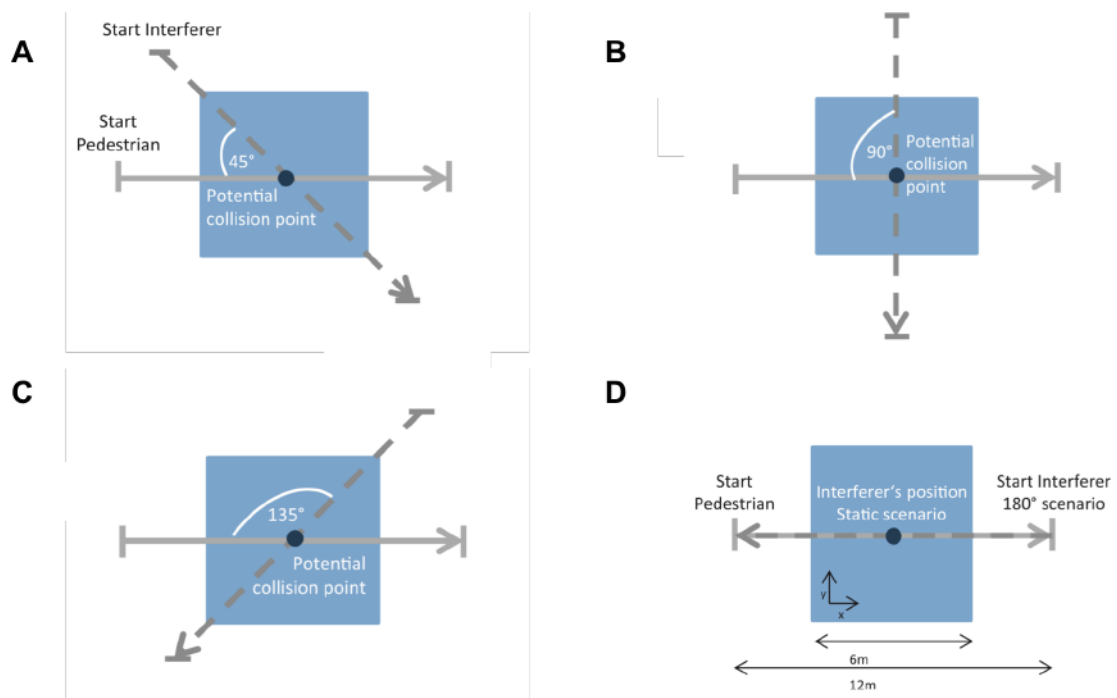 A
Start Interferer
Start
Pedestrian
45°
Potential
collision point
B
90°
Potential
collision
point
C
135°
Potential
collision point
D
Start
Pedestrian
Interferer's position
Static scenario
Start Interferer
180° scenario
y
x
6m
12m